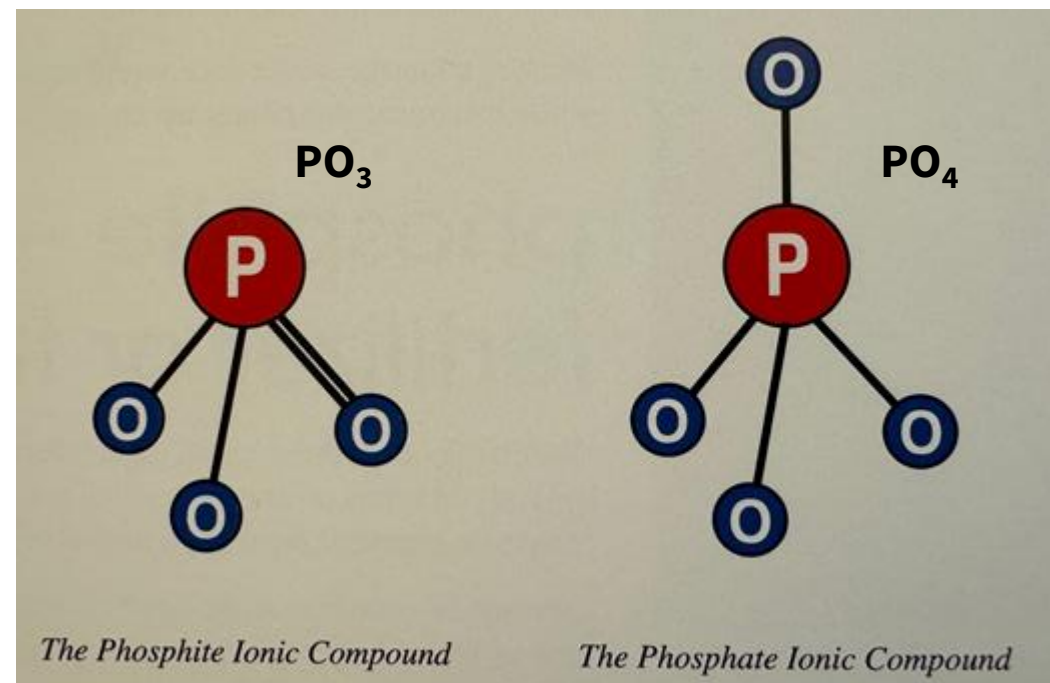 PO₃
P
O
O
O
The Phosphite Ionic Compound
O
PO₄
P
O
O
O
The Phosphate Ionic Compound